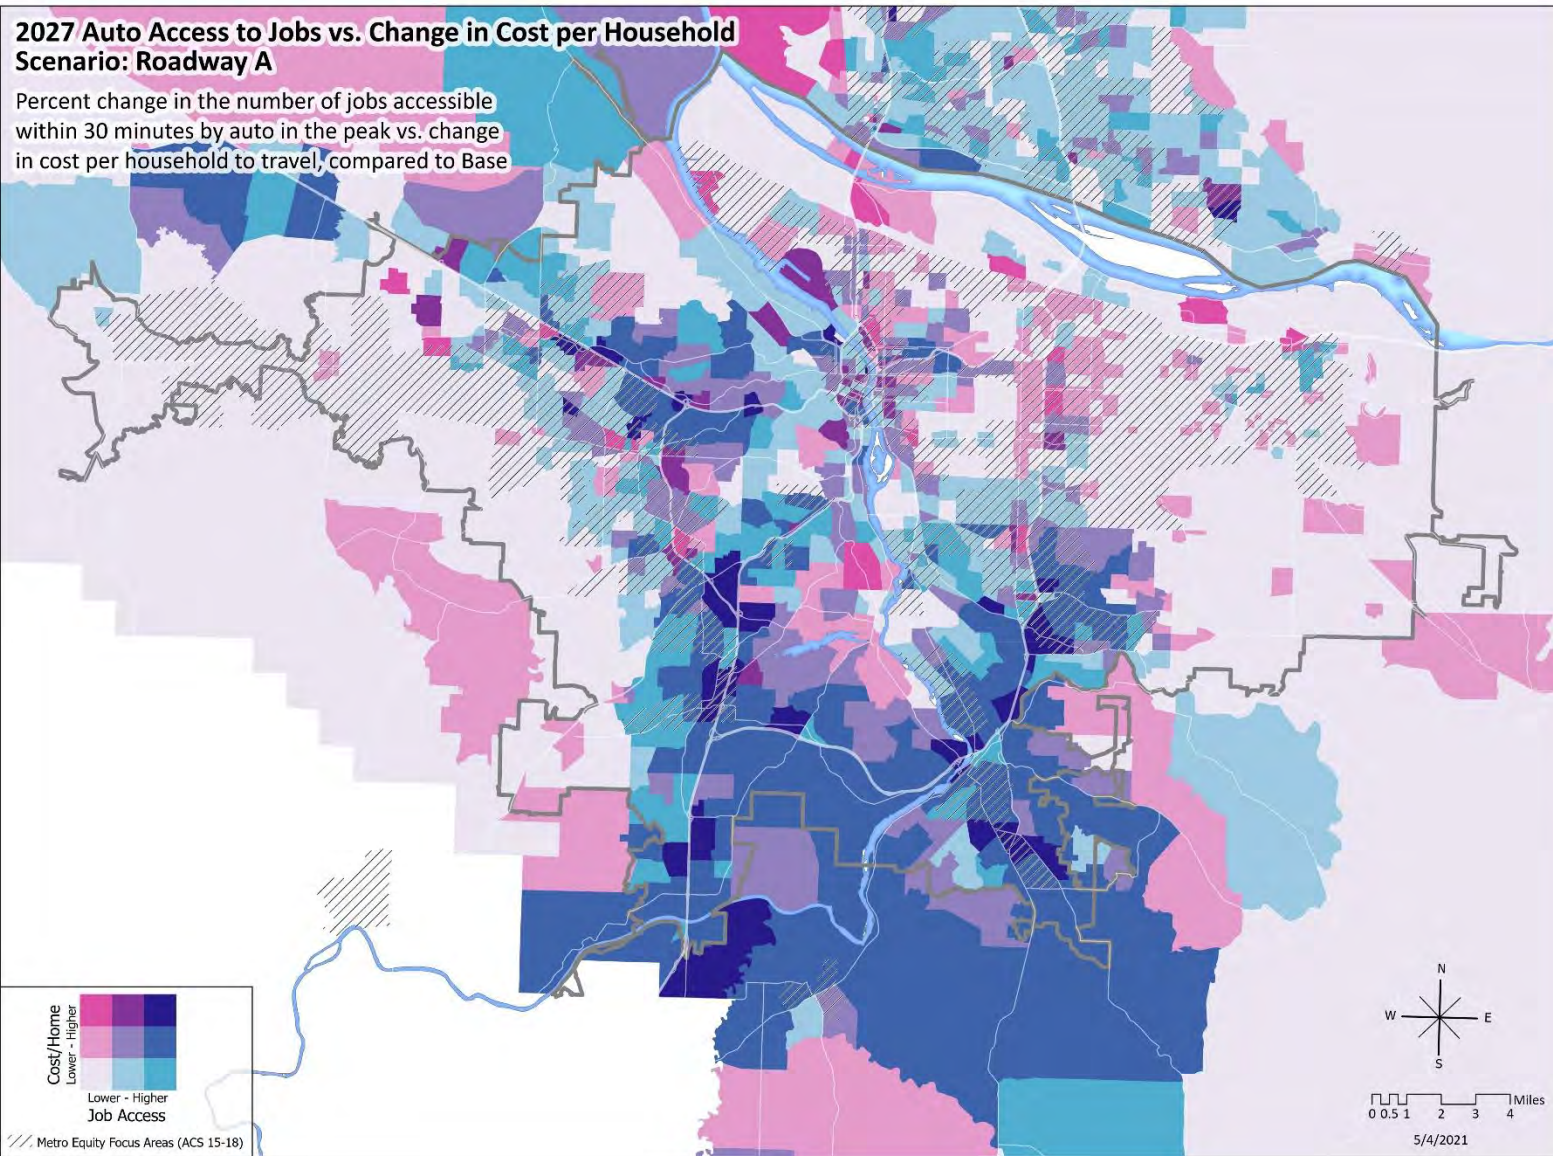 2027 Auto Access to Jobs vs. Change in Cost per Household
Scenario: Roadway A
Percent change in the number of jobs accessible
within 30 minutes by auto in the peak vs. change
in cost per household to travel, compared to Base
Cost/Home
Lower - Higher
Lower - Higher
Job Access
Metro Equity Focus Areas (ACS 15-18)
N
W
E
S
0 0.5 1 2 3 4 Miles
5/4/2021